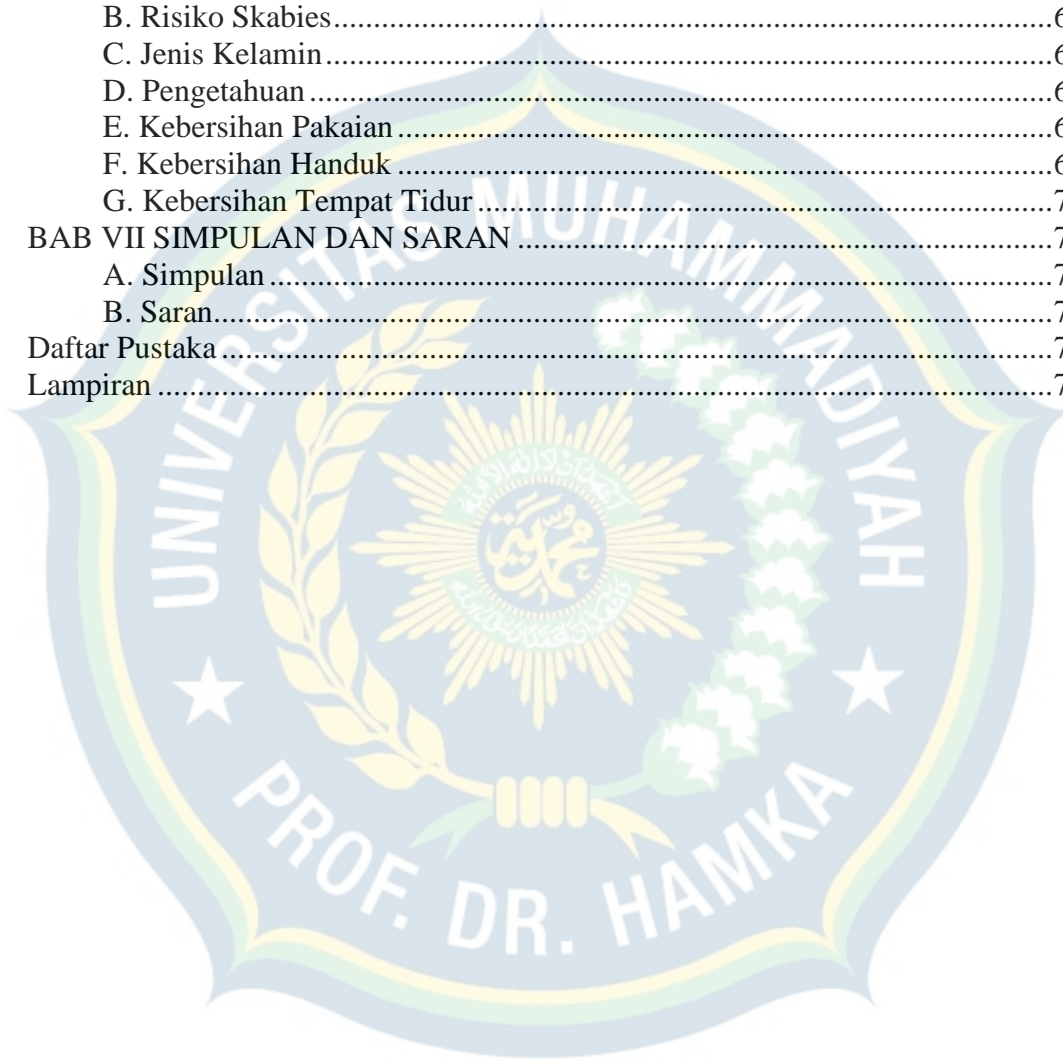 B. Risiko Skabies........................................................................................6
C. Jenis Kelamin.........................................................................................6
D. Pengetahuan...........................................................................................6
E. Kebersihan Pakaian................................................................................6
F. Kebersihan Handuk................................................................................6
G. Kebersihan Tempat Tidur......................................................................7
BAB VII SIMPULAN DAN SARAN.................................................................7
A. Simpulan................................................................................................7
B. Saran.......................................................................................................7
Daftar Pustaka.....................................................................................................7
Lampiran.............................................................................................................7
UNIVERSITAS MUHAMMADIYAH
PROF. DR. HAMKA
محمدية